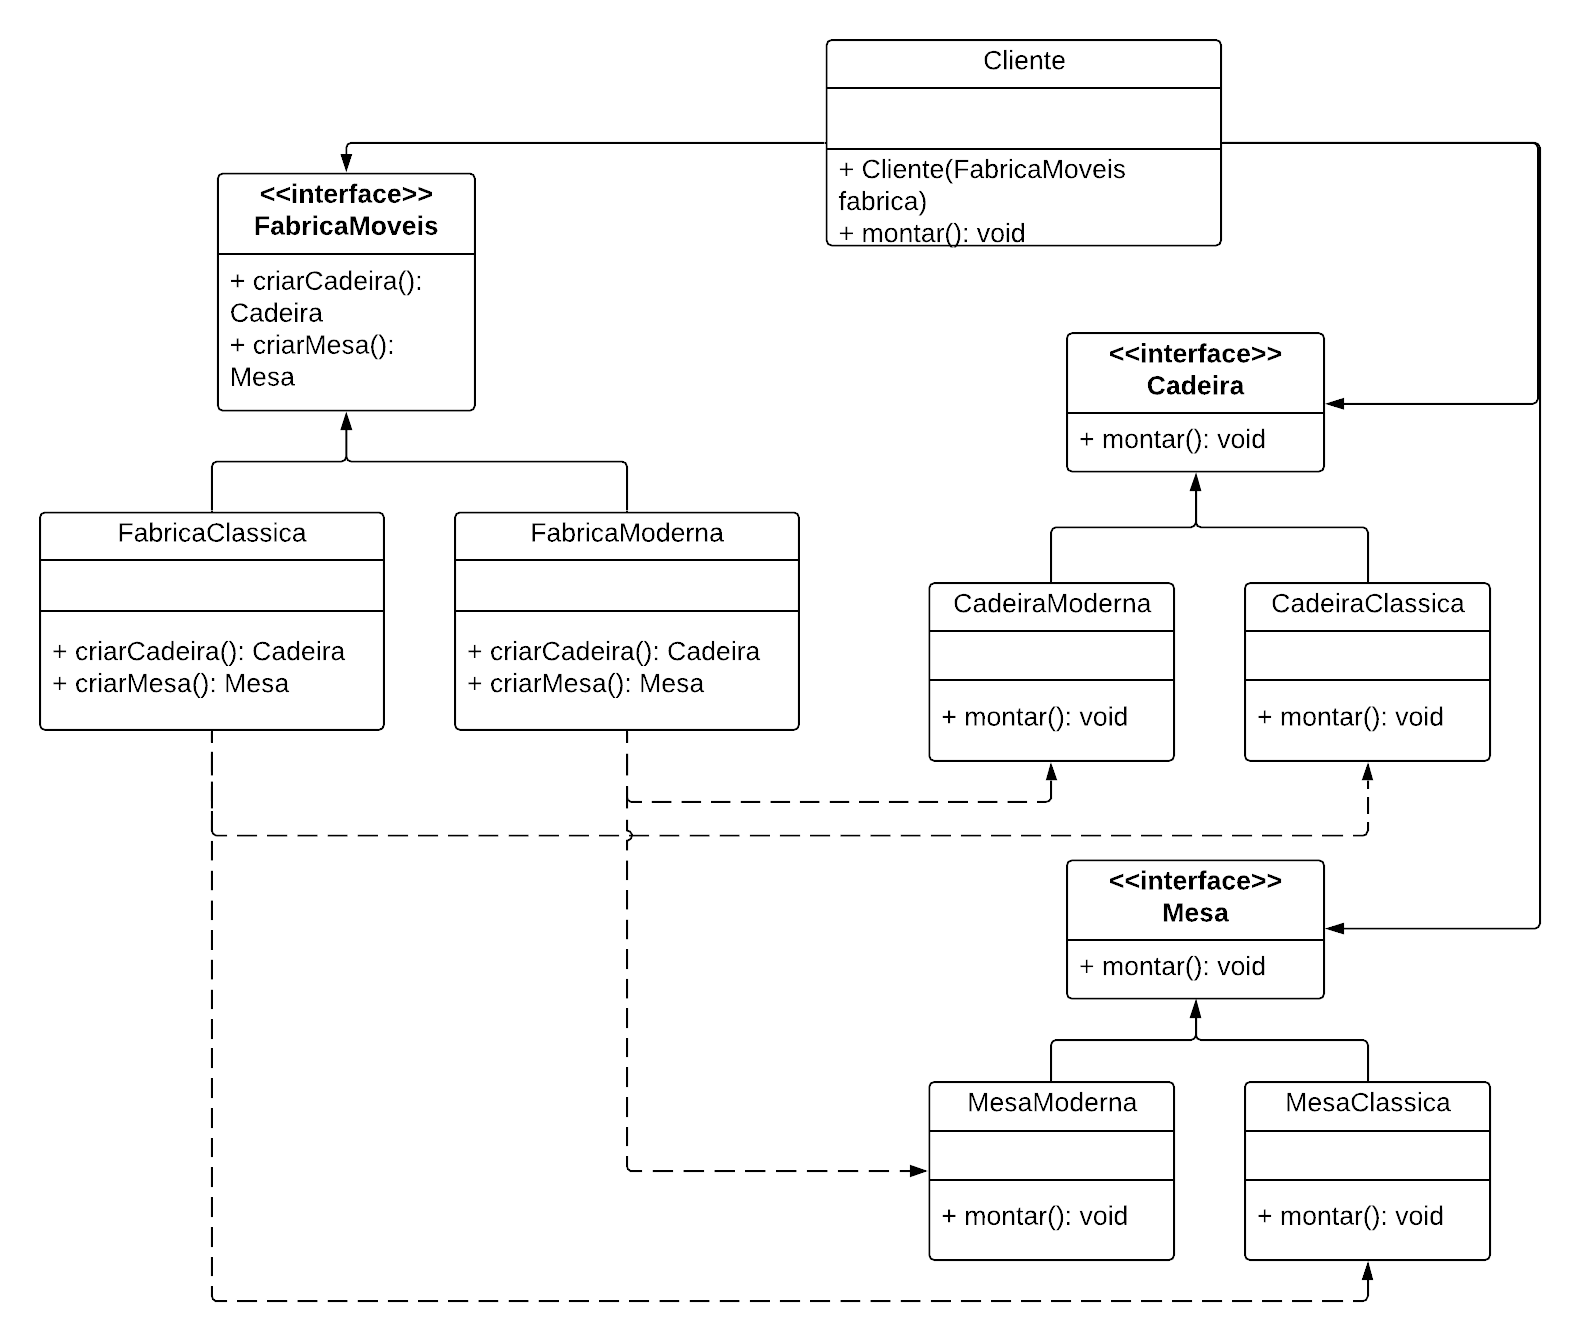 Cliente
+ Cliente(FabricaMoveis
fabrica)
+ montar(): void
<<interface>>
FabricaMoveis
+ criarCadeira():
Cadeira
+ criarMesa():
Mesa
<<interface>>
Cadeira
+ montar(): void
FabricaClassica
+ criarCadeira(): Cadeira
+ criarMesa(): Mesa
FabricaModerna
+ criarCadeira(): Cadeira
+ criarMesa(): Mesa
CadeiraModerna
+ montar(): void
CadeiraClassica
+ montar(): void
<<interface>>
Mesa
+ montar(): void
MesaModerna
+ montar(): void
MesaClassica
+ montar(): void